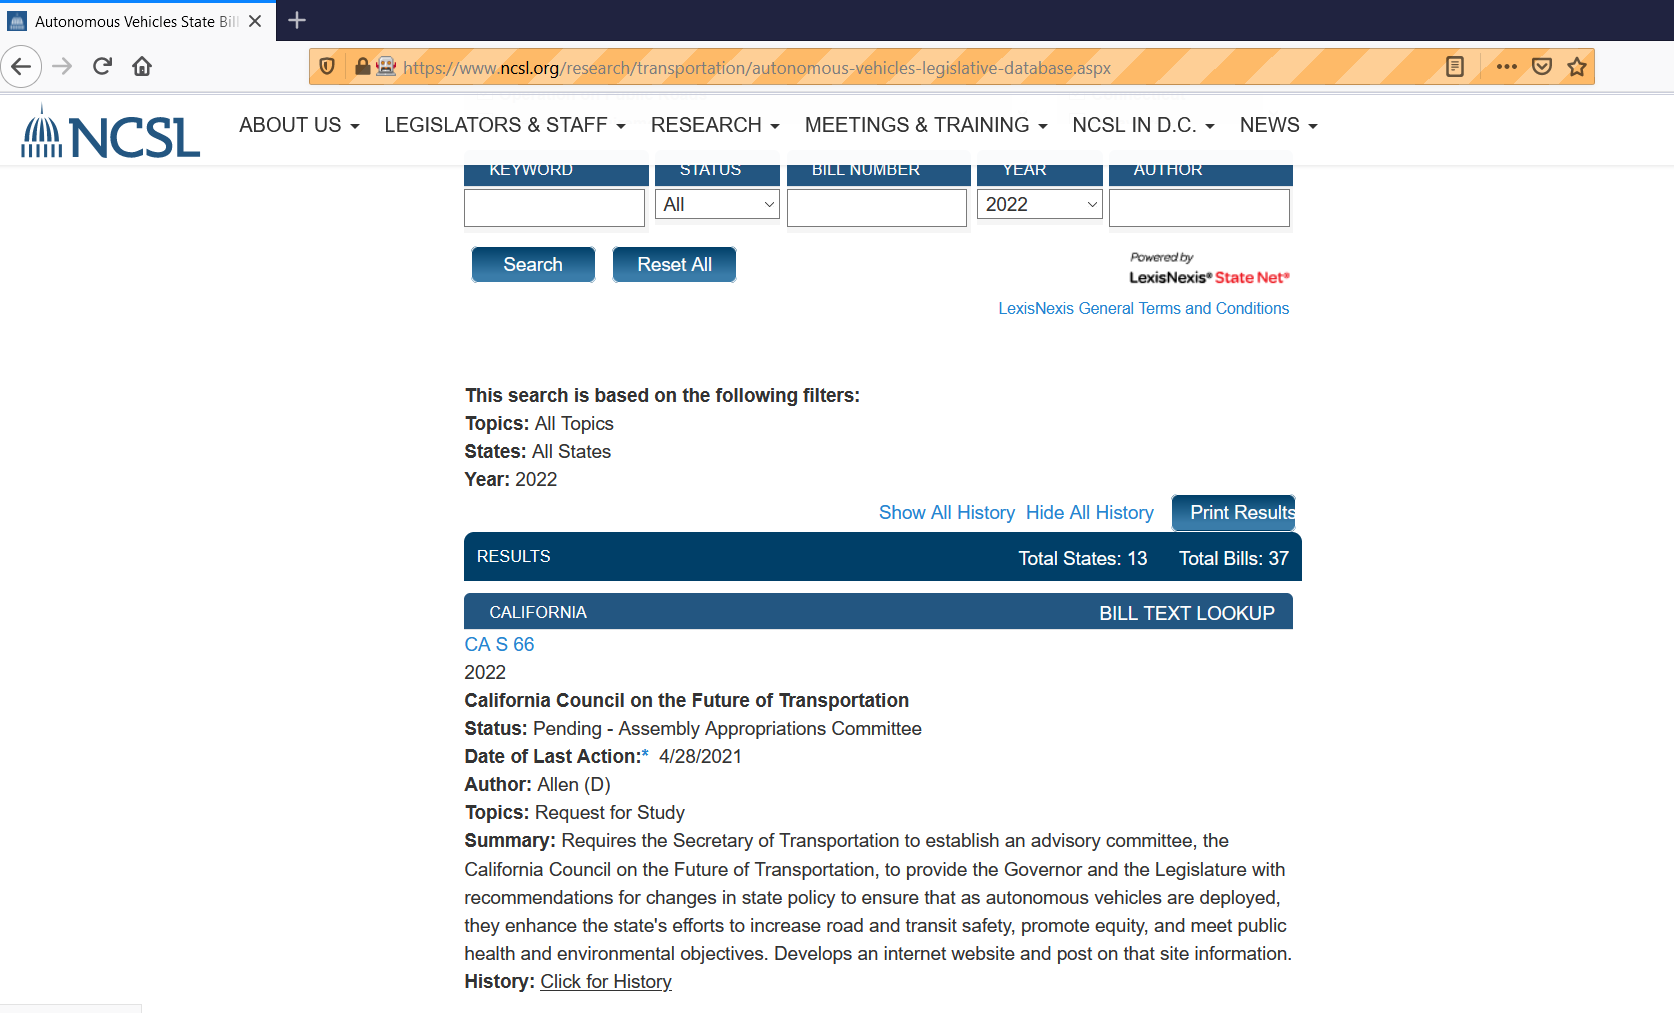 Autonomous Vehicles State Bill
https://www.ncsl.org/research/transportation/autonomous-vehicles-legislative-database.aspx
NCSL
ABOUT US LEGISLATORS & STAFF RESEARCH MEETINGS & TRAINING NCSL IN D.C. NEWS
KEYWORD STATUS BILL NUMBER YEAR AUTHOR
All 2022
Search Reset All
Powered by
LexisNexis® State Net®
LexisNexis General Terms and Conditions
This search is based on the following filters:
Topics: All Topics
States: All States
Year: 2022
Show All History Hide All History Print Results
RESULTS Total States: 13 Total Bills: 37
CALIFORNIA BILL TEXT LOOKUP
CA S 66
2022
California Council on the Future of Transportation
Status: Pending - Assembly Appropriations Committee
Date of Last Action:* 4/28/2021
Author: Allen (D)
Topics: Request for Study
Summary: Requires the Secretary of Transportation to establish an advisory committee, the
California Council on the Future of Transportation, to provide the Governor and the Legislature with
recommendations for changes in state policy to ensure that as autonomous vehicles are deployed,
they enhance the state's efforts to increase road and transit safety, promote equity, and meet public
health and environmental objectives. Develops an internet website and post on that site information.
History: Click for History